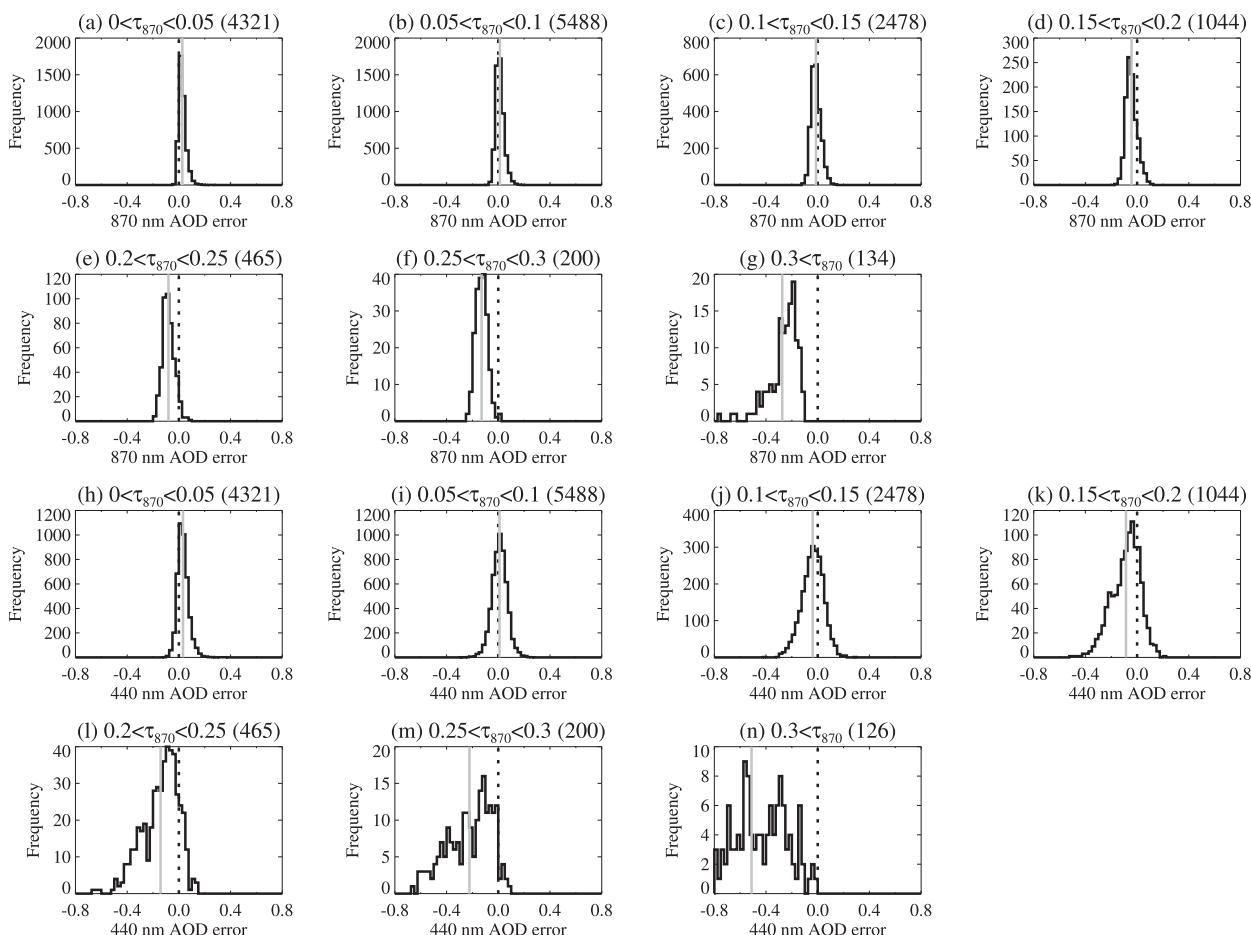 (a) 0<τ870<0.05 (4321)
(b) 0.05<τ870<0.1 (5488)
(c) 0.1<τ870<0.15 (2478)
(d) 0.15<τ870<0.2 (1044)
Frequency
2000
1500
1000
500
0
-0.8 -0.4 0.0 0.4 0.8
870 nm AOD error
Frequency
2000
1500
1000
500
0
-0.8 -0.4 0.0 0.4 0.8
870 nm AOD error
Frequency
800
600
400
200
0
-0.8 -0.4 0.0 0.4 0.8
870 nm AOD error
Frequency
300
250
200
150
100
50
0
-0.8 -0.4 0.0 0.4 0.8
870 nm AOD error
(e) 0.2<τ870<0.25 (465)
(f) 0.25<τ870<0.3 (200)
(g) 0.3<τ870 (134)
Frequency
120
100
80
60
40
20
0
-0.8 -0.4 0.0 0.4 0.8
870 nm AOD error
Frequency
40
30
20
10
0
-0.8 -0.4 0.0 0.4 0.8
870 nm AOD error
Frequency
20
15
10
5
0
-0.8 -0.4 0.0 0.4 0.8
870 nm AOD error
(h) 0<τ870<0.05 (4321)
(i) 0.05<τ870<0.1 (5488)
(j) 0.1<τ870<0.15 (2478)
(k) 0.15<τ870<0.2 (1044)
Frequency
1200
1000
800
600
400
200
0
-0.8 -0.4 0.0 0.4 0.8
440 nm AOD error
Frequency
1200
1000
800
600
400
200
0
-0.8 -0.4 0.0 0.4 0.8
440 nm AOD error
Frequency
400
300
200
100
0
-0.8 -0.4 0.0 0.4 0.8
440 nm AOD error
Frequency
120
100
80
60
40
20
0
-0.8 -0.4 0.0 0.4 0.8
440 nm AOD error
(l) 0.2<τ870<0.25 (465)
(m) 0.25<τ870<0.3 (200)
(n) 0.3<τ870 (126)
Frequency
40
30
20
10
0
-0.8 -0.4 0.0 0.4 0.8
440 nm AOD error
Frequency
20
15
10
5
0
-0.8 -0.4 0.0 0.4 0.8
440 nm AOD error
Frequency
10
8
6
4
2
0
-0.8 -0.4 0.0 0.4 0.8
440 nm AOD error